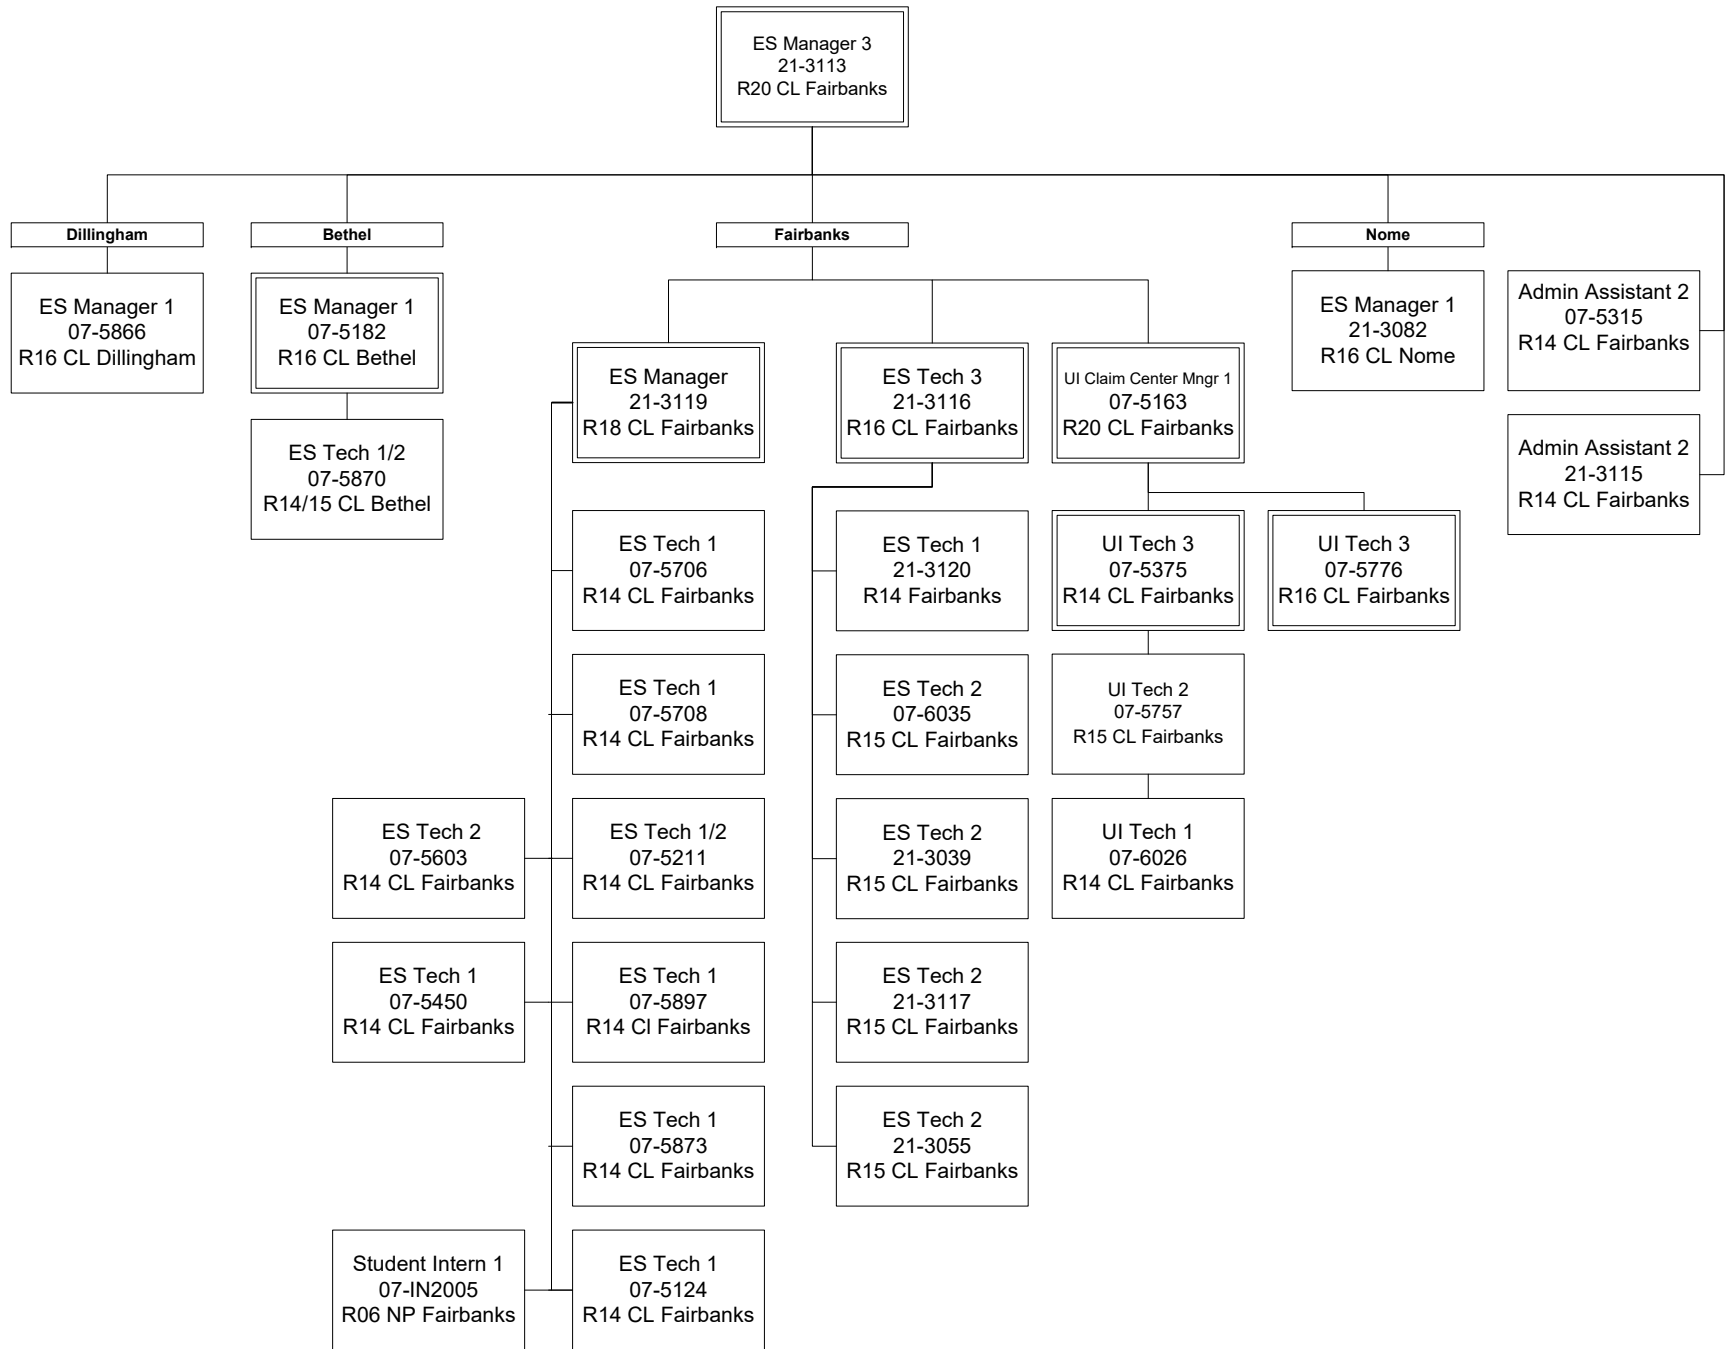 ES Manager 3
21-3113
R20 CL Fairbanks
Dillingham
Bethel
Fairbanks
Nome
ES Manager 1
07-5866
R16 CL Dillingham
ES Manager 1
07-5182
R16 CL Bethel
ES Tech 1/2
07-5870
R14/15 CL Bethel
ES Manager
21-3119
R18 CL Fairbanks
ES Tech 3
21-3116
R16 CL Fairbanks
UI Claim Center Mngr 1
07-5163
R20 CL Fairbanks
ES Manager 1
21-3082
R16 CL Nome
Admin Assistant 2
07-5315
R14 CL Fairbanks
Admin Assistant 2
21-3115
R14 CL Fairbanks
ES Tech 1
07-5706
R14 CL Fairbanks
ES Tech 1
21-3120
R14 Fairbanks
UI Tech 3
07-5375
R14 CL Fairbanks
UI Tech 3
07-5776
R16 CL Fairbanks
ES Tech 1
07-5708
R14 CL Fairbanks
ES Tech 2
07-6035
R15 CL Fairbanks
UI Tech 2
07-5757
R15 CL Fairbanks
ES Tech 2
07-5603
R14 CL Fairbanks
ES Tech 1/2
07-5211
R14 CL Fairbanks
ES Tech 2
21-3039
R15 CL Fairbanks
UI Tech 1
07-6026
R14 CL Fairbanks
ES Tech 1
07-5450
R14 CL Fairbanks
ES Tech 1
07-5897
R14 Cl Fairbanks
ES Tech 2
21-3117
R15 CL Fairbanks
ES Tech 1
07-5873
R14 CL Fairbanks
ES Tech 2
21-3055
R15 CL Fairbanks
Student Intern 1
07-IN2005
R06 NP Fairbanks
ES Tech 1
07-5124
R14 CL Fairbanks